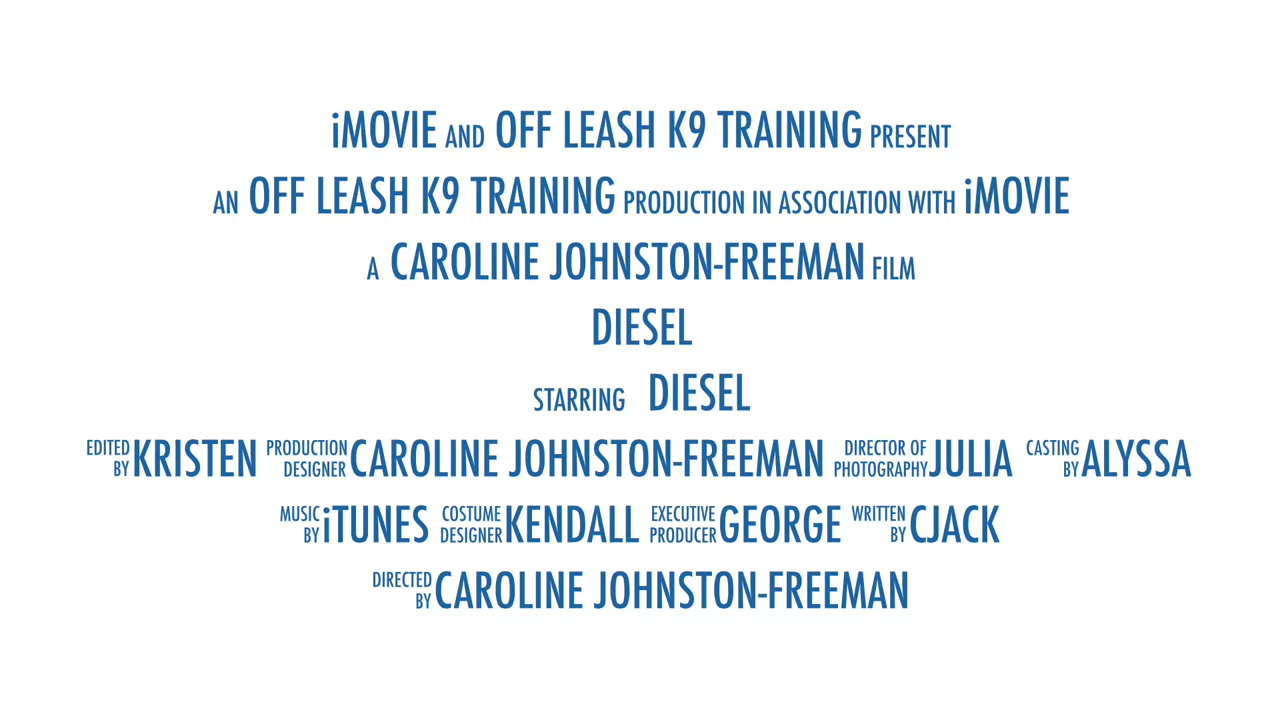 iMOVIE AND OFF LEASH K9 TRAINING PRESENT
AN OFF LEASH K9 TRAINING PRODUCTION IN ASSOCIATION WITH iMOVIE
A CAROLINE JOHNSTON-FREEMAN FILM
DIESEL
STARRING DIESEL
EDITED BY KRISTEN PRODUCTION DESIGNER CAROLINE JOHNSTON-FREEMAN DIRECTOR OF PHOTOGRAPHY JULIA CASTING BY ALYSSA
MUSIC BY iTUNES COSTUME DESIGNER KENDALL EXECUTIVE PRODUCER GEORGE WRITTEN BY CJACK
DIRECTED BY CAROLINE JOHNSTON-FREEMAN